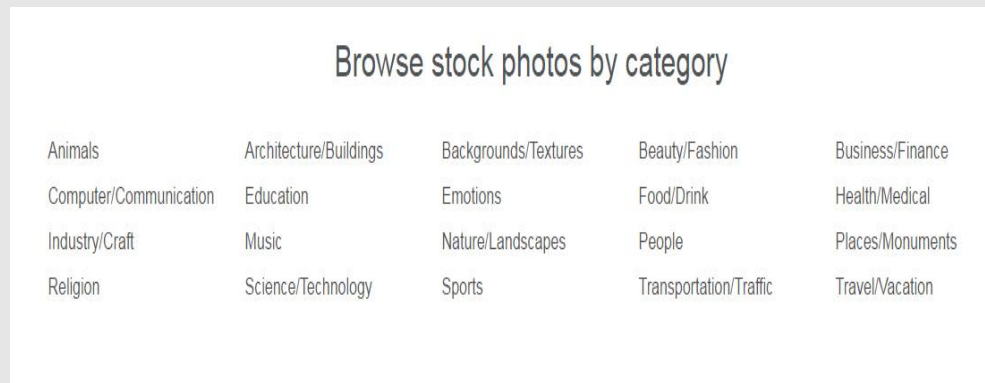 Browse stock photos by category
Animals Architecture/Buildings Backgrounds/Textures Beauty/Fashion Business/Finance
Computer/Communication Education Emotions Food/Drink Health/Medical
Industry/Craft Music Nature/Landscapes People Places/Monuments
Religion Science/Technology Sports Transportation/Traffic Travel/Vacation